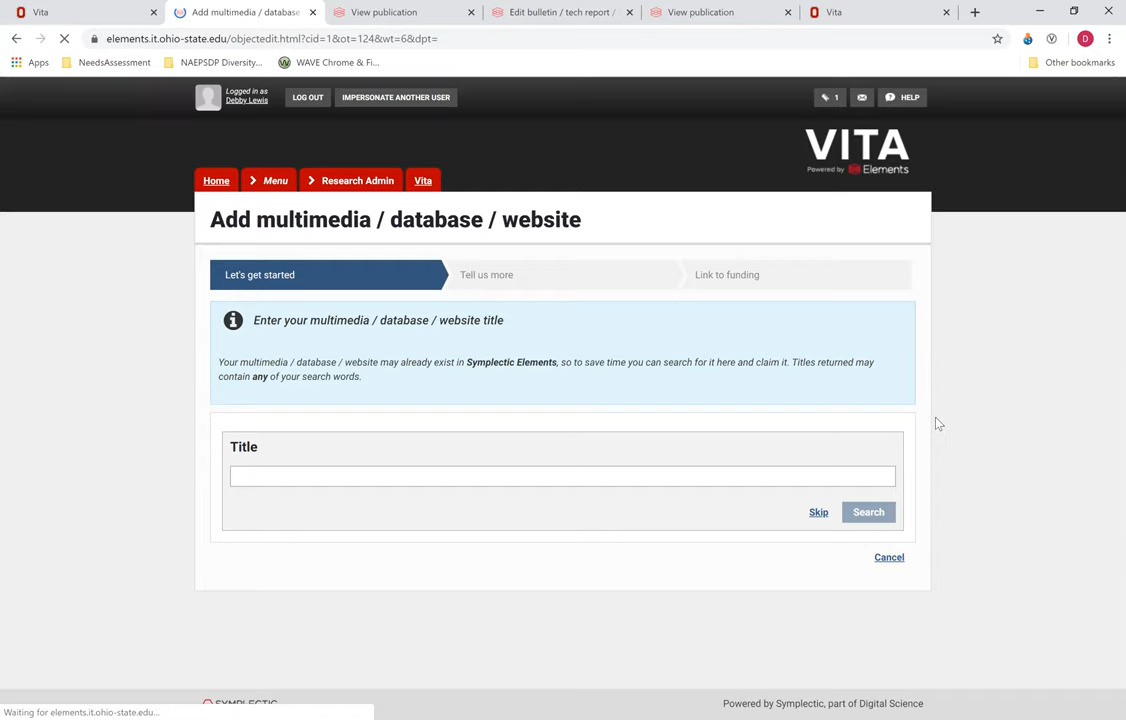 Vita
Add multimedia / database
View publication
Edit bulletin / tech report /
View publication
Vita
elements.it.ohio-state.edu/objectedit.html?cid=1&ot=124&wt=6&dpt=
D
Apps
NeedsAssessment
NAEPSDP Diversity...
WAVE Chrome & Fi...
Other bookmarks
Logged in as
Debby Lewis
LOG OUT
IMPERSONATE ANOTHER USER
1
HELP
VITA
Powered by Elements
Home
Menu
Research Admin
Vita
Add multimedia / database / website
Let's get started
Tell us more
Link to funding
Enter your multimedia / database / website title
Your multimedia / database / website may already exist in Symplectic Elements, so to save time you can search for it here and claim it. Titles returned may
contain any of your search words.
Title
Skip
Search
Cancel
SYMPLECTIC
Powered by Symplectic, part of Digital Science
Waiting for elements.it.ohio-state.edu...